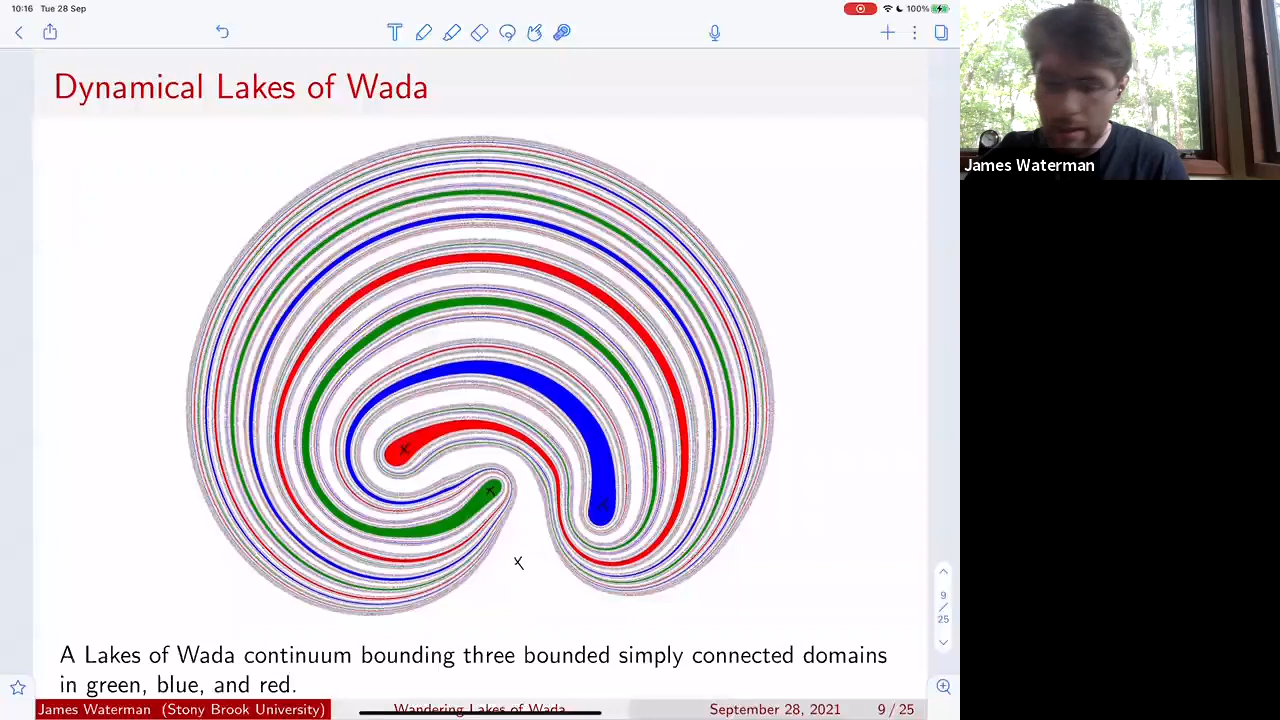 10:16 Tue 28 Sep
100%
Dynamical Lakes of Wada
James Waterman
x
x
x
x
9
/
25
A Lakes of Wada continuum bounding three bounded simply connected domains
in green, blue, and red.
James Waterman (Stony Brook University) Wandering Lakes of Wada September 28, 2021 9 / 25